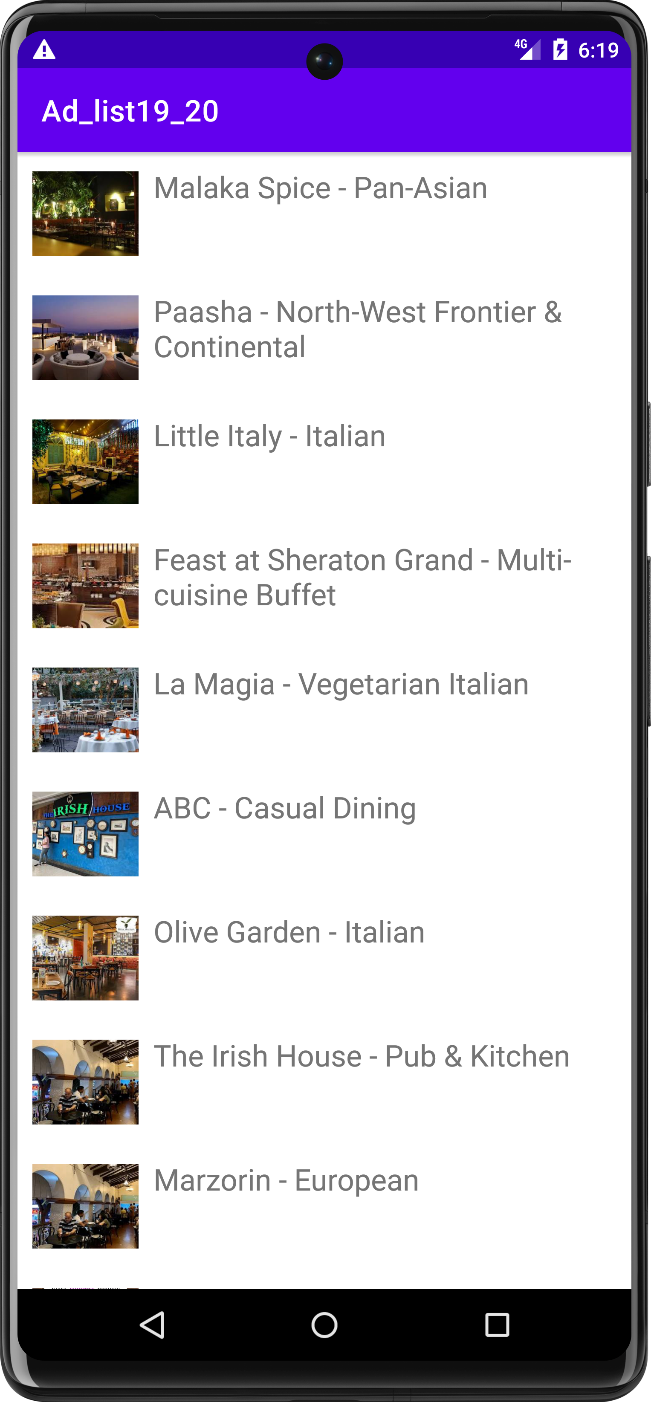 4G
6:19
Ad_list19_20
Malaka Spice - Pan-Asian
Paasha - North-West Frontier &
Continental
Little Italy - Italian
Feast at Sheraton Grand - Multi-
cuisine Buffet
La Magia - Vegetarian Italian
IRISH HOUSE
ABC - Casual Dining
Olive Garden - Italian
The Irish House - Pub & Kitchen
Marzorin - European